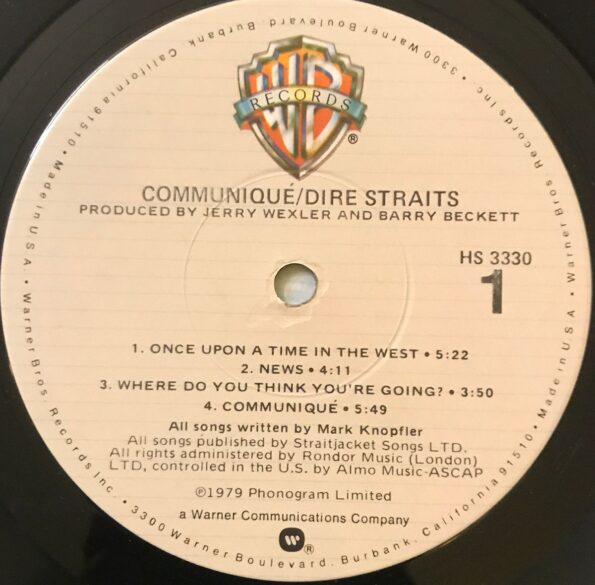 RECORDS
®
COMMUNIQUÉ/DIRE STRAITS
PRODUCED BY JERRY WEXLER AND BARRY BECKETT
HS 3330
1
1. ONCE UPON A TIME IN THE WEST • 5:22
2. NEWS • 4:11
3. WHERE DO YOU THINK YOU'RE GOING? • 3:50
4. COMMUNIQUÉ • 5:49
All songs written by Mark Knopfler
All songs published by Straitjacket Songs LTD.
All rights administered by Rondor Music (London)
LTD, controlled in the U.S. by Almo Music-ASCAP
℗1979 Phonogram Limited
a Warner Communications Company
®
Warner Bros. Records Inc. • 3300 Warner Boulevard, Burbank, California 91510 • Made in U.S.A. •
Warner Bros. Records Inc. • 3300 Warner Boulevard, Burbank, California 91510 • Made in U.S.A. •